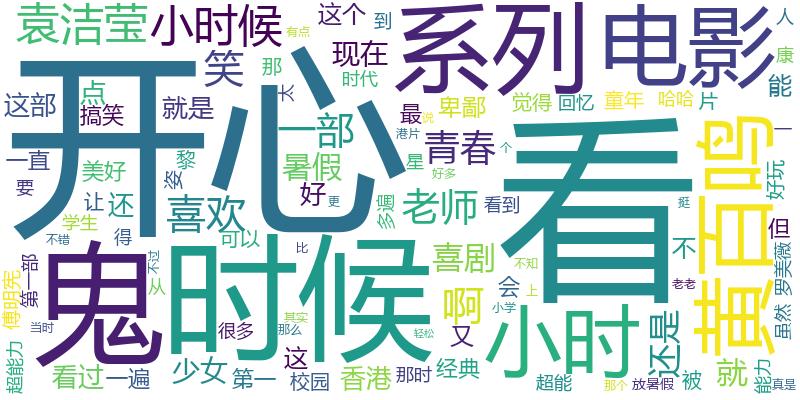 袁洁莹
小时候
这个
到
有点
系列
电影
人
康
能
笑
那
现在
时代
太
这部
点
搞笑
就是
开心
一部
最
说
港片
卑鄙
觉得
回忆
童年
哈哈
片
一
一直
要
美好
黎
姿
暑假
好
青春
星
个
看
黄百鸣
好玩
让
还
喜欢
更
多遍
好多
老师
看到
挺
但
学生
得
不错
可以
不过
从
比
喜剧
不知
不
罗美薇
鬼
时候
第一部
傅明宪
当时
啊
会
上
老老
小学
虽然
很多
其实
那么
轻松
又
小时
还是
这
超能力
看过
一遍
少女
第一
校园
香港
那时
经典
超能
那个
放暑假
被
就
能力
真是